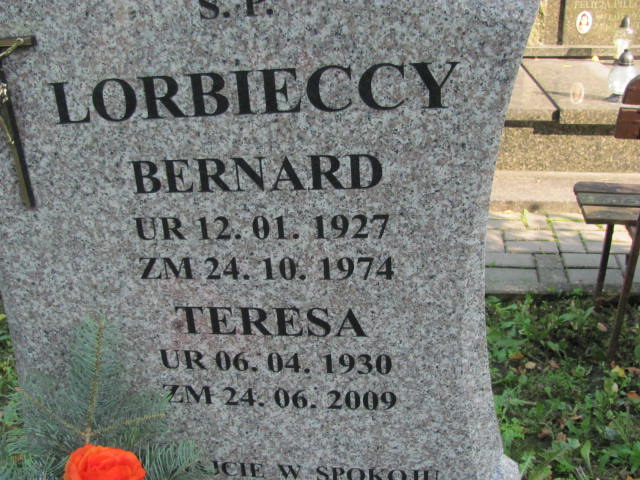 S. P.
LORBIECCY
BERNARD
UR 12. 01. 1927
ZM 24. 10. 1974
TERESA
UR 06. 04. 1930
ZM 24. 06. 2009
W SPOKOJU
FELICJA